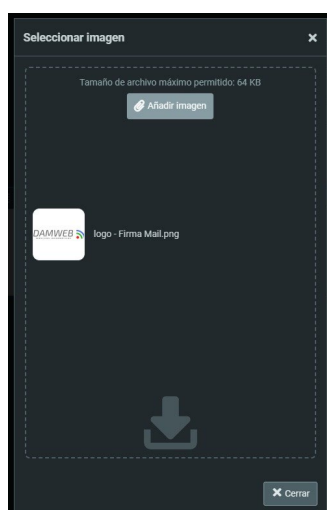 Seleccionar imagen
Tamaño de archivo máximo permitido: 64 KB
Añadir imagen
DAMWEB
logo - Firma Mail.png
Cerrar